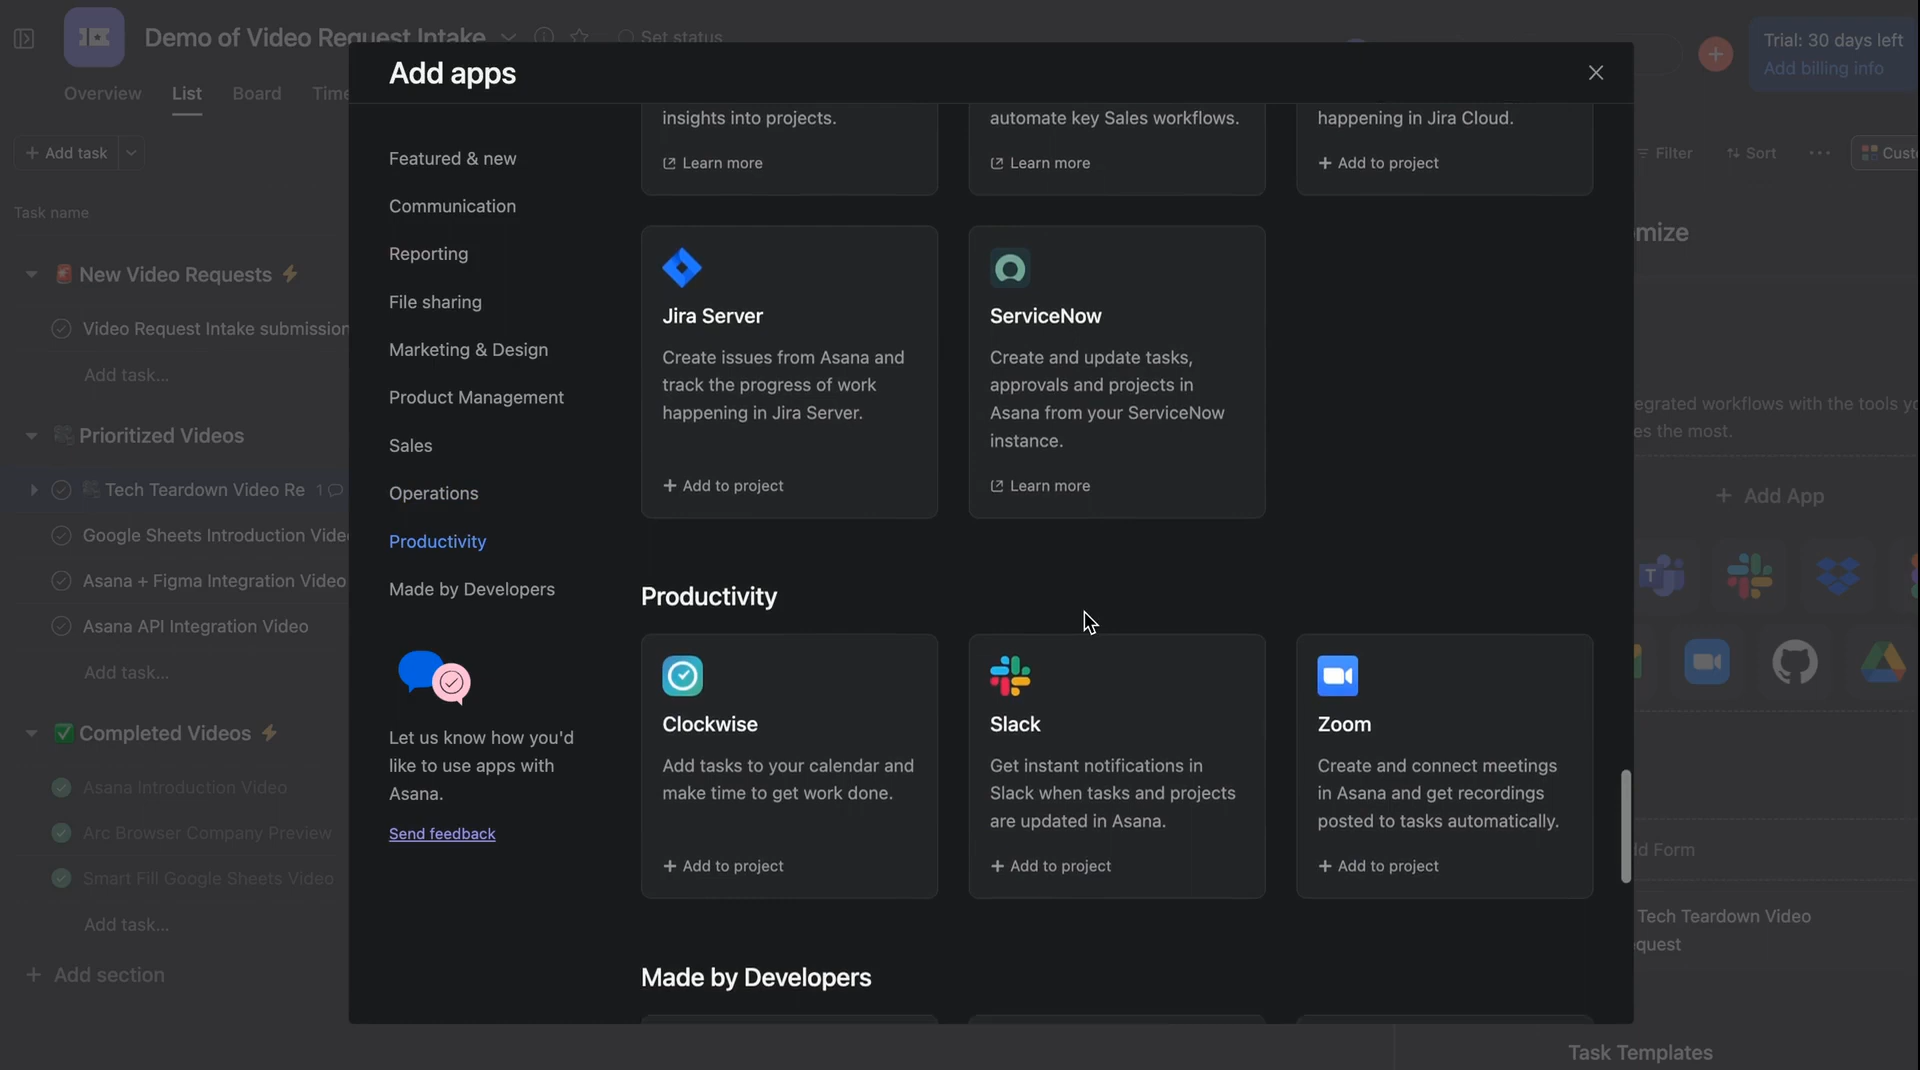 Demo of Video Request Intake
Set status
Trial: 30 days left
Add billing info
Overview
List
Board
Time
Add task
Filter
Sort
Custo
Task name
New Video Requests
Video Request Intake submission
Add task...
Prioritized Videos
Tech Teardown Video Re
1
Google Sheets Introduction Vide
Asana + Figma Integration Video
Asana API Integration Video
Add task...
Completed Videos
Asana Introduction Video
Arc Browser Company Preview
Smart Fill Google Sheets Video
Add task...
+ Add section
Add apps
Featured & new
Communication
Reporting
File sharing
Marketing & Design
Product Management
Sales
Operations
Productivity
Made by Developers
Let us know how you'd
like to use apps with
Asana.
Send feedback
insights into projects.
Learn more
automate key Sales workflows.
Learn more
happening in Jira Cloud.
+ Add to project
Jira Server
Create issues from Asana and
track the progress of work
happening in Jira Server.
+ Add to project
ServiceNow
Create and update tasks,
approvals and projects in
Asana from your ServiceNow
instance.
Learn more
Productivity
Clockwise
Add tasks to your calendar and
make time to get work done.
+ Add to project
Slack
Get instant notifications in
Slack when tasks and projects
are updated in Asana.
+ Add to project
Zoom
Create and connect meetings
in Asana and get recordings
posted to tasks automatically.
+ Add to project
Made by Developers
omize
egrated workflows with the tools yo
es the most.
+ Add App
dd Form
Tech Teardown Video
quest
Task Templates